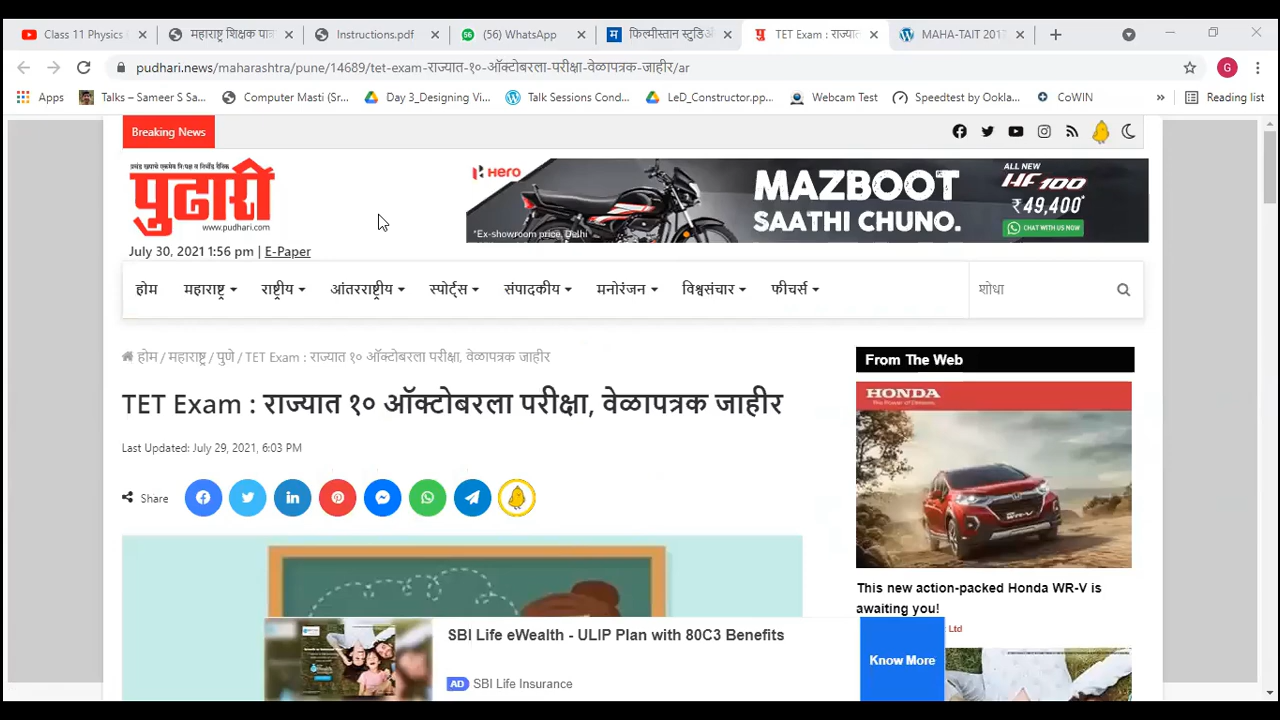 Class 11 Physics (
महाराष्ट्र शिक्षक पात्र
Instructions.pdf
(56) WhatsApp
फिल्मीस्तान स्टुडि
TET Exam : राज्यात
MAHA-TAIT 2017
pudhari.news/maharashtra/pune/14689/tet-exam-राज्यात-१०-ऑक्टोबरला-परीक्षा-वेळापत्रक-जाहीर/ar
G
Apps
Talks – Sameer S Sa...
Computer Masti (Sr...
Day 3_Designing Vi...
Talk Sessions Cond...
LeD_Constructor.pp...
Webcam Test
Speedtest by Ookla...
CoWIN
»
Reading list
Breaking News
पुढारी
www.pudhari.com
July 30, 2021 1:56 pm | E-Paper
Hero
*Ex-showroom price, Delhi
MAZBOOT
SAATHI CHUNO.
ALL NEW
HF 100
₹49,400*
CHAT WITH US NOW
होम
महाराष्ट्र
राष्ट्रीय
आंतरराष्ट्रीय
स्पोर्ट्स
संपादकीय
मनोरंजन
विश्वसंचार
फीचर्स
शोधा
होम / महाराष्ट्र / पुणे / TET Exam : राज्यात १० ऑक्टोबरला परीक्षा, वेळापत्रक जाहीर
TET Exam : राज्यात १० ऑक्टोबरला परीक्षा, वेळापत्रक जाहीर
Last Updated: July 29, 2021, 6:03 PM
Share
From The Web
HONDA
This new action-packed Honda WR-V is
awaiting you!
Ltd
SBI Life eWealth - ULIP Plan with 80C3 Benefits
AD SBI Life Insurance
Know More